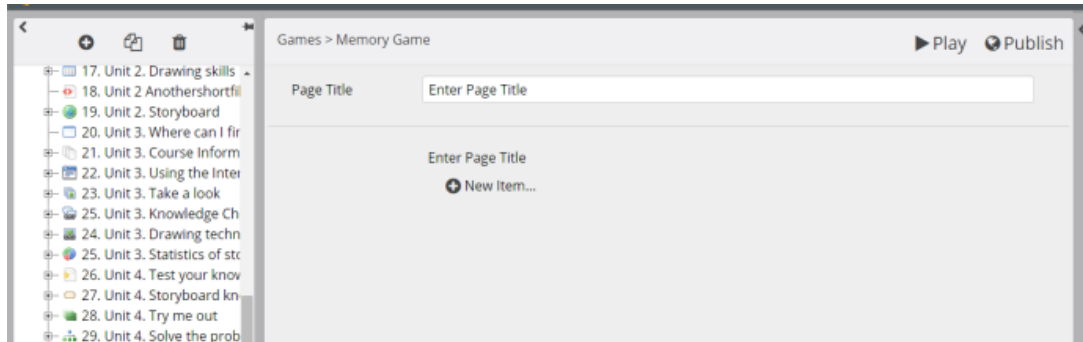 Games > Memory Game
Play
Publish
17. Unit 2. Drawing skills
18. Unit 2 Anothershortfil
19. Unit 2. Storyboard
20. Unit 3. Where can I fir
21. Unit 3. Course Inform
22. Unit 3. Using the Inter
23. Unit 3. Take a look
25. Unit 3. Knowledge Ch
24. Unit 3. Drawing techn
25. Unit 3. Statistics of sto
26. Unit 4. Test your know
27. Unit 4. Storyboard kn
28. Unit 4. Try me out
29. Unit 4. Solve the prob
Page Title
Enter Page Title
Enter Page Title
New Item...